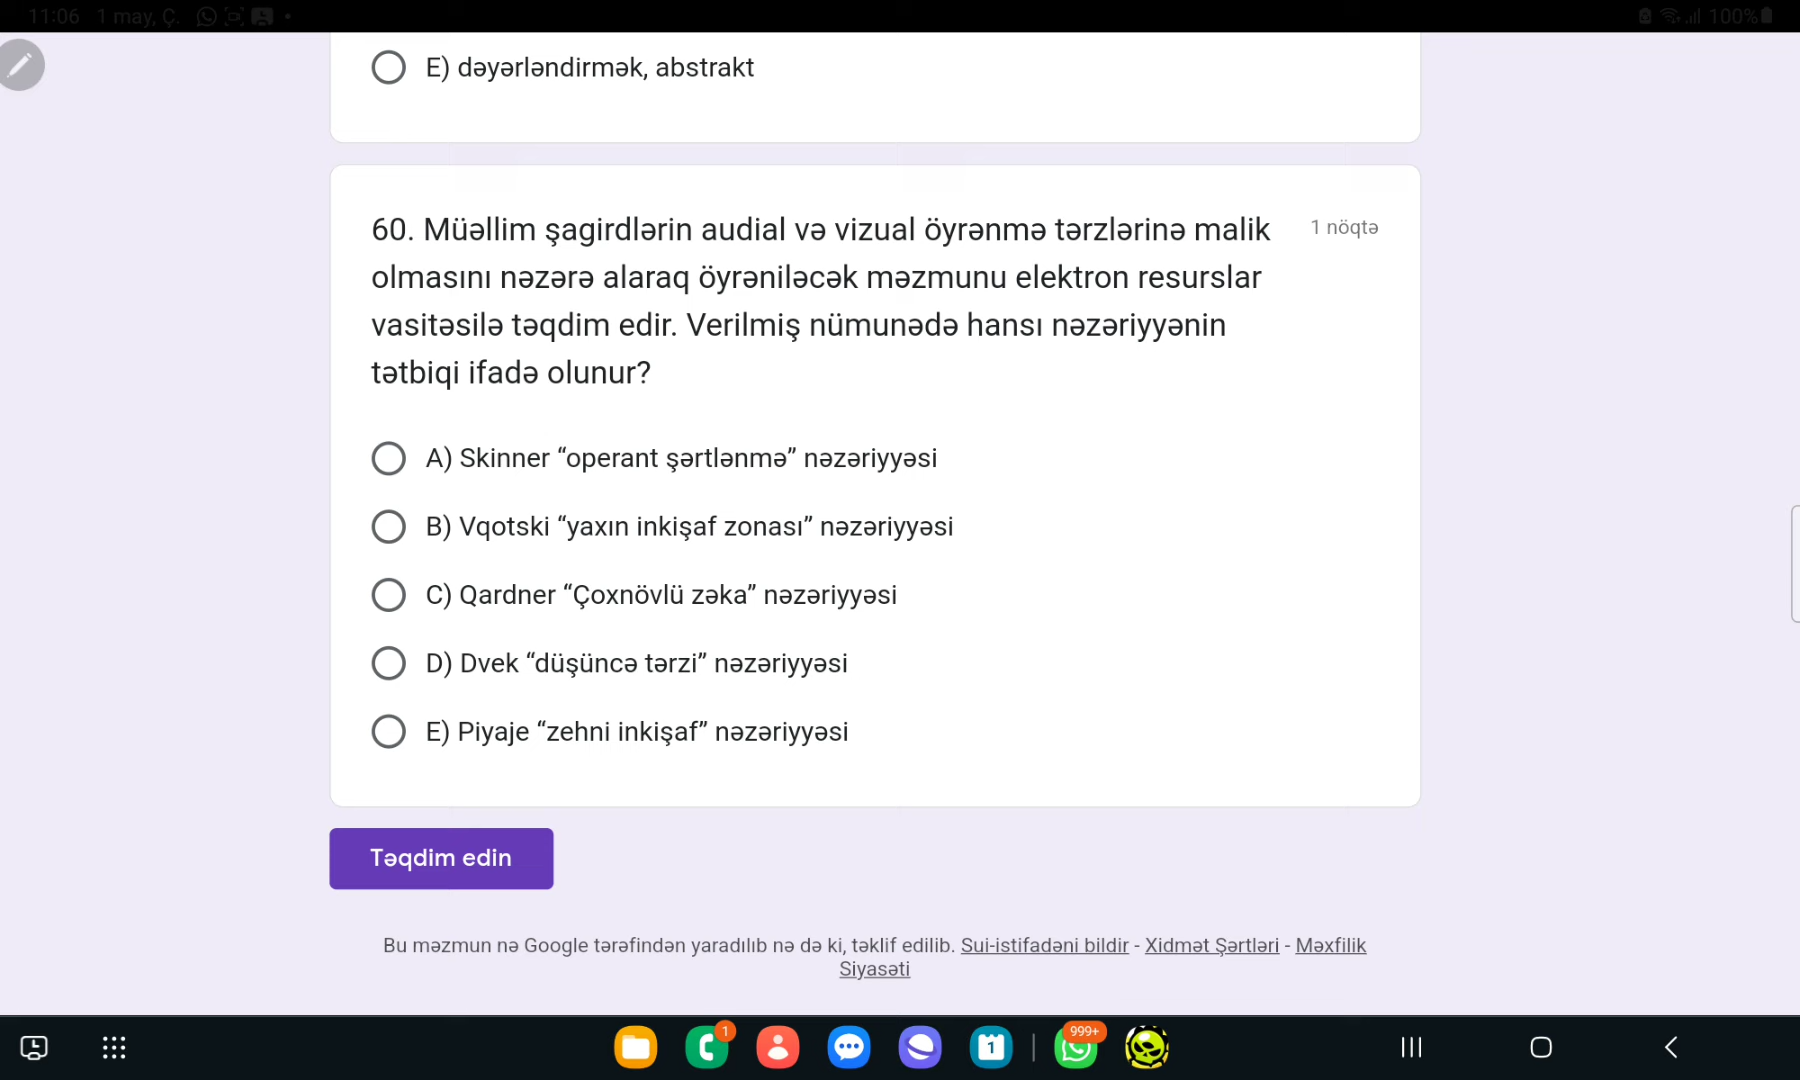 11:06 1 may, Ç.
100%
E) dəyərləndirmək, abstrakt
60. Müəllim şagirdlərin audial və vizual öyrənmə tərzlərinə malik
1 nöqtə
olmasını nəzərə alaraq öyrəniləcək məzmunu elektron resurslar
vasitəsilə təqdim edir. Verilmiş nümunədə hansı nəzəriyyənin
tətbiqi ifadə olunur?
A) Skinner “operant şərtlənmə” nəzəriyyəsi
B) Vqotski “yaxın inkişaf zonası” nəzəriyyəsi
C) Qardner “Çoxnövlü zəka” nəzəriyyəsi
D) Dvek “düşüncə tərzi” nəzəriyyəsi
E) Piyaje “zehni inkişaf” nəzəriyyəsi
Təqdim edin
Bu məzmun nə Google tərəfindən yaradılıb nə də ki, təklif edilib. Sui-istifadəni bildir - Xidmət Şərtləri - Məxfilik
Siyasəti
1
1
999+